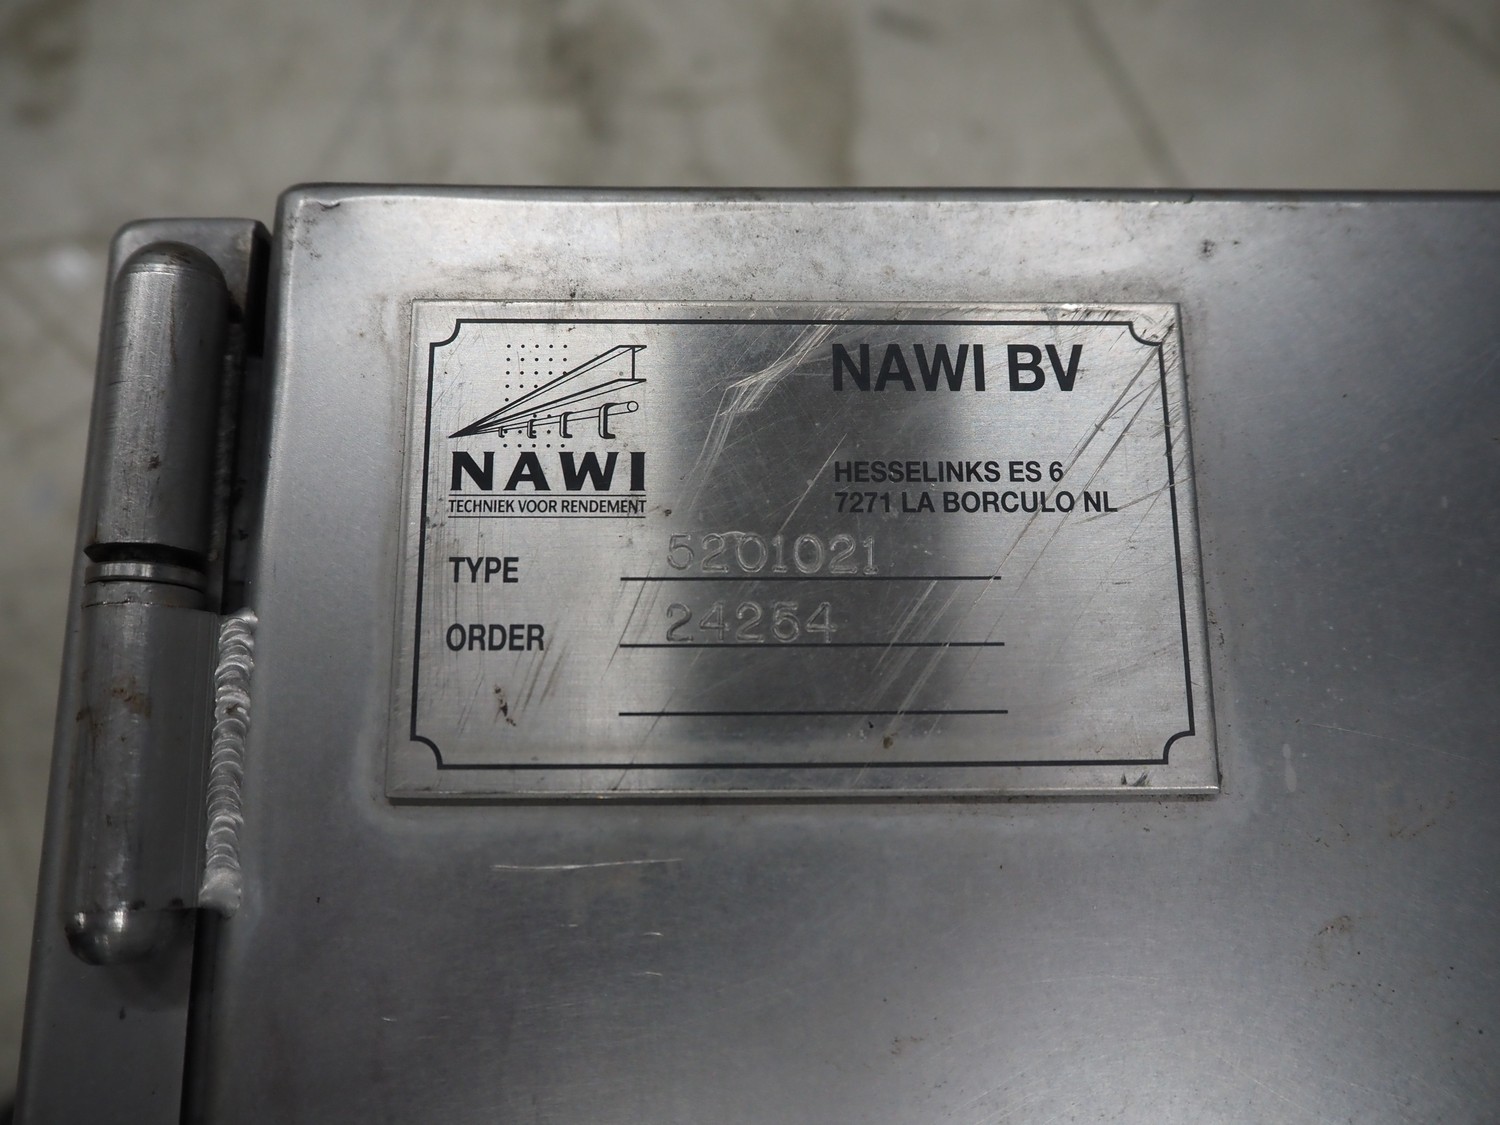 NAWI BV
NAWI
TECHNIEK VOOR RENDEMENT
HESSELINKS ES 6
7271 LA BORCULO NL
TYPE 5201021
ORDER 24254